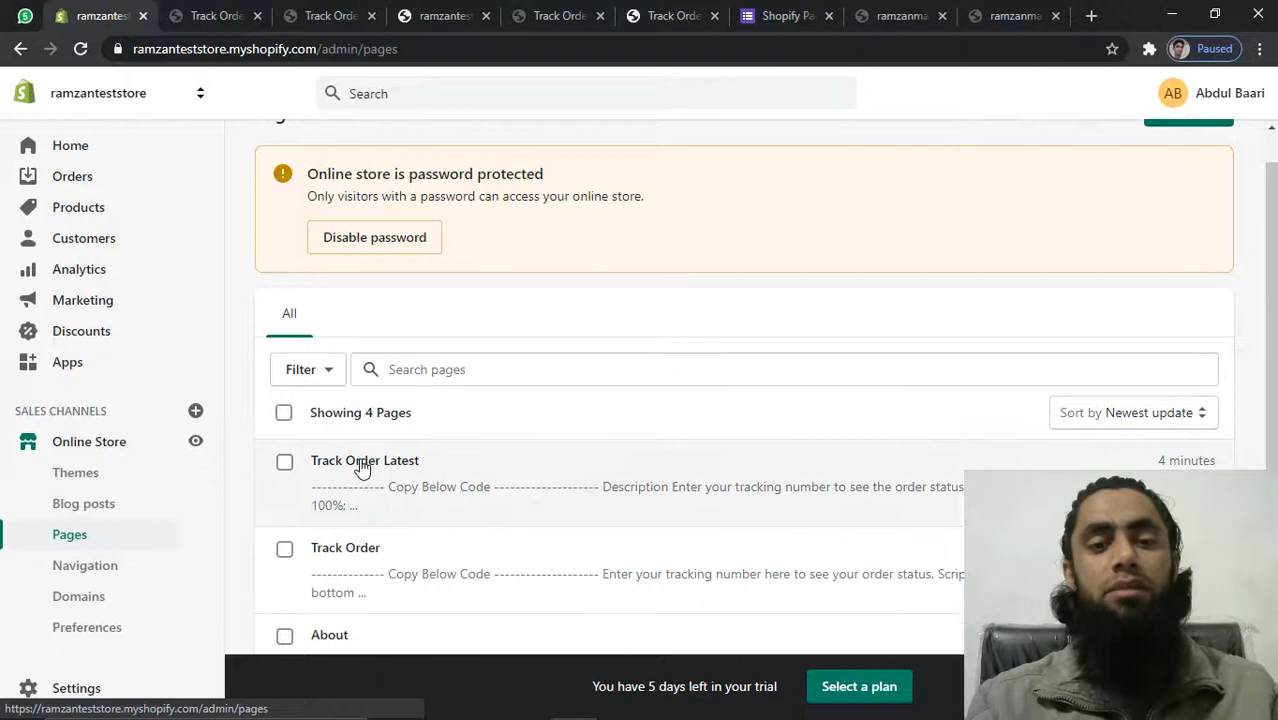 5
ramzantest
Track Orde
Track Orde
ramzantest
Track Orde
Track Orde
Shopify Pa
ramzanma
ramzanma
ramzanteststore.myshopify.com/admin/pages
Paused
ramzanteststore
Search
AB
Abdul Baari
Home
Orders
Products
Customers
Analytics
Marketing
Discounts
Apps
SALES CHANNELS
Online Store
Themes
Blog posts
Pages
Navigation
Domains
Preferences
Settings
Online store is password protected
Only visitors with a password can access your online store.
Disable password
All
Filter
Search pages
Showing 4 Pages
Sort by Newest update
Track Order Latest
4 minutes
-------------- Copy Below Code -------------------- Description Enter your tracking number to see the order status
100%; ...
Track Order
-------------- Copy Below Code -------------------- Enter your tracking number here to see your order status. Scrip
bottom ...
About
You have 5 days left in your trial
Select a plan
https://ramzanteststore.myshopify.com/admin/pages